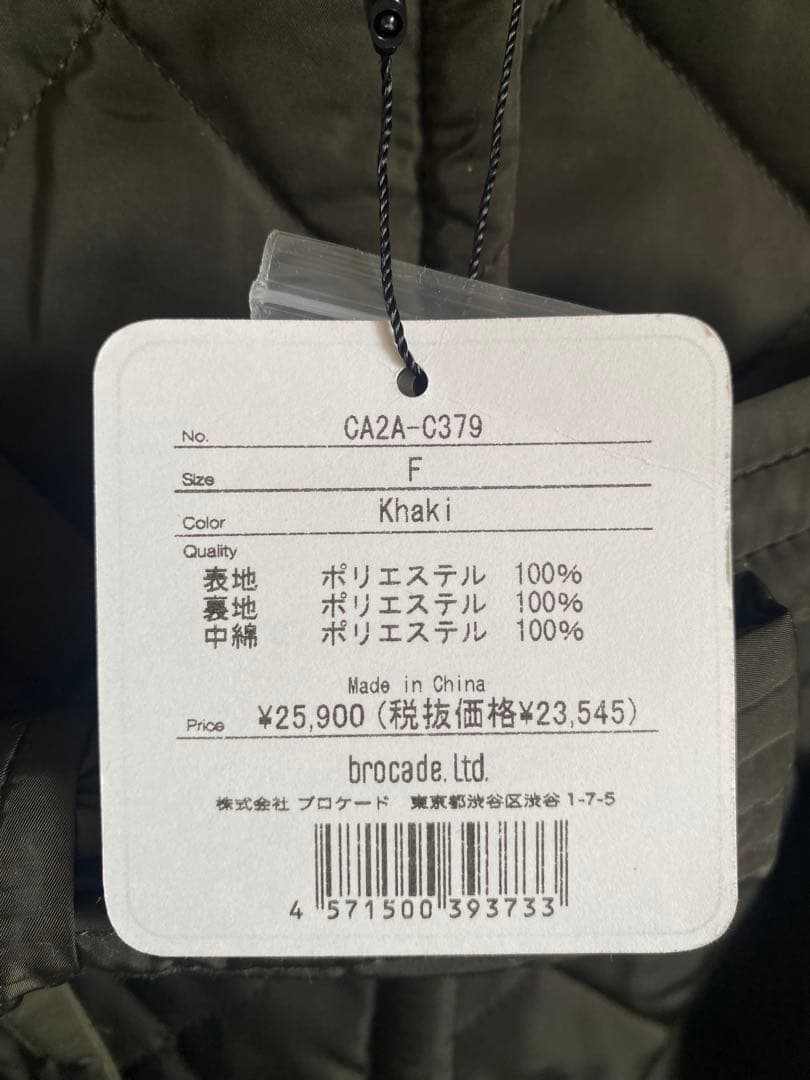 No. CA2A-C379
Size F
Color Khaki
Quality
表地 ポリエステル 100%
裏地 ポリエステル 100%
中綿 ポリエステル 100%
Made in China
Price ¥25,900 (税抜価格¥23,545)
brocade. Ltd.
株式会社 ブロケード 東京都渋谷区渋谷 1-7-5
4 571500 393733